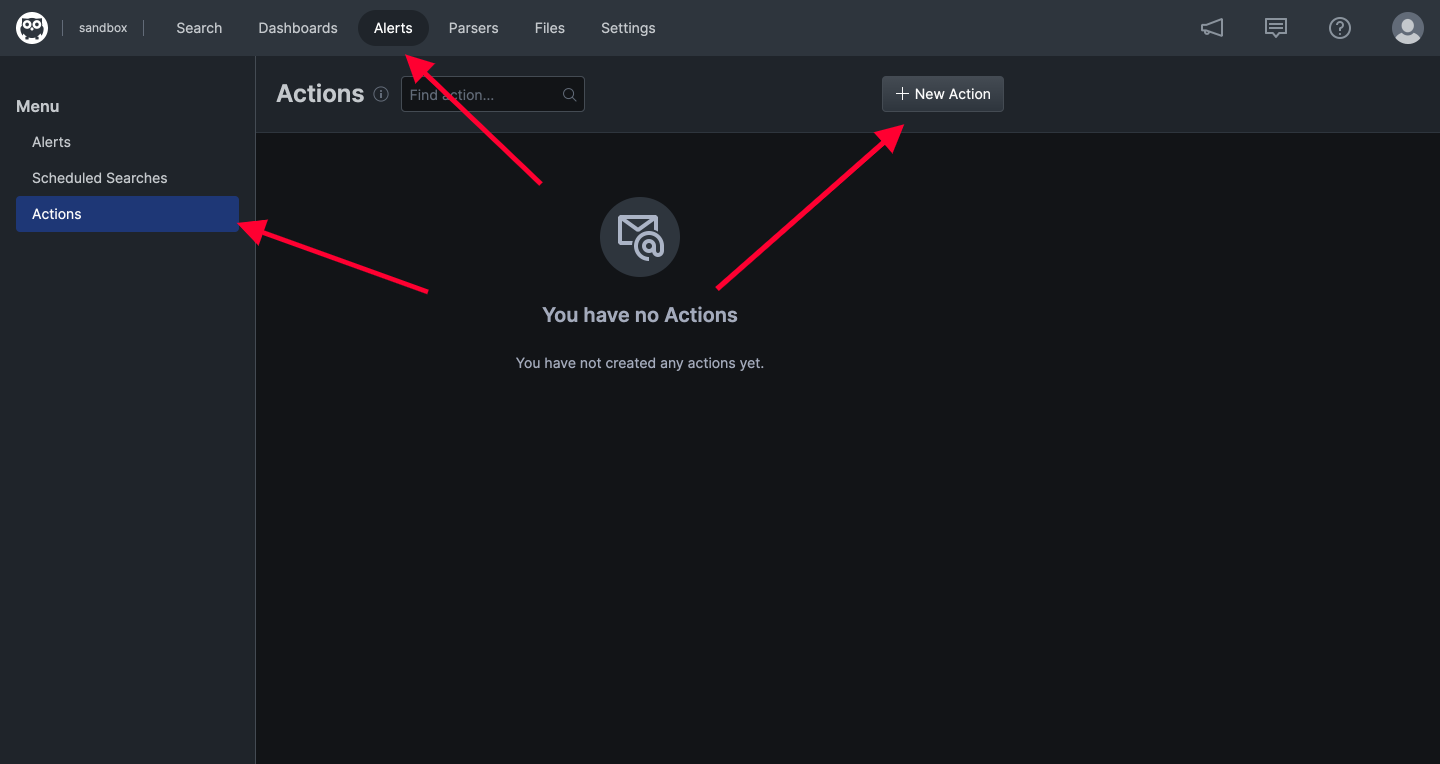 sandbox Search Dashboards Alerts Parsers Files Settings
Menu
Alerts
Scheduled Searches
Actions
Actions Find action... New Action
You have no Actions
You have not created any actions yet.